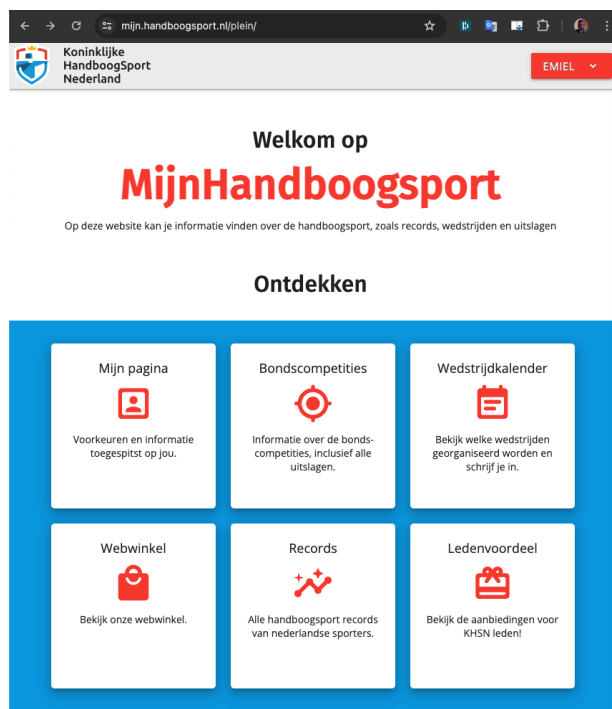 mijn.handboogsport.nl/plein/
Koninklijke
HandboogSport
Nederland
EMIEL
Welkom op
MijnHandboogsport
Op deze website kan je informatie vinden over de handboogsport, zoals records, wedstrijden en uitslagen
Ontdekken
Mijn pagina
Voorkeuren en informatie
toegespitst op jou.
Bondscompetities
Informatie over de bonds-
competities, inclusief alle
uitslagen.
Wedstrijdkalender
Bekijk welke wedstrijden
georganiseerd worden en
schrijf je in.
Webwinkel
Bekijk onze webwinkel.
Records
Alle handboogsport records
van nederlandse sporters.
Ledenvoordeel
Bekijk de aanbiedingen voor
KHSN leden!